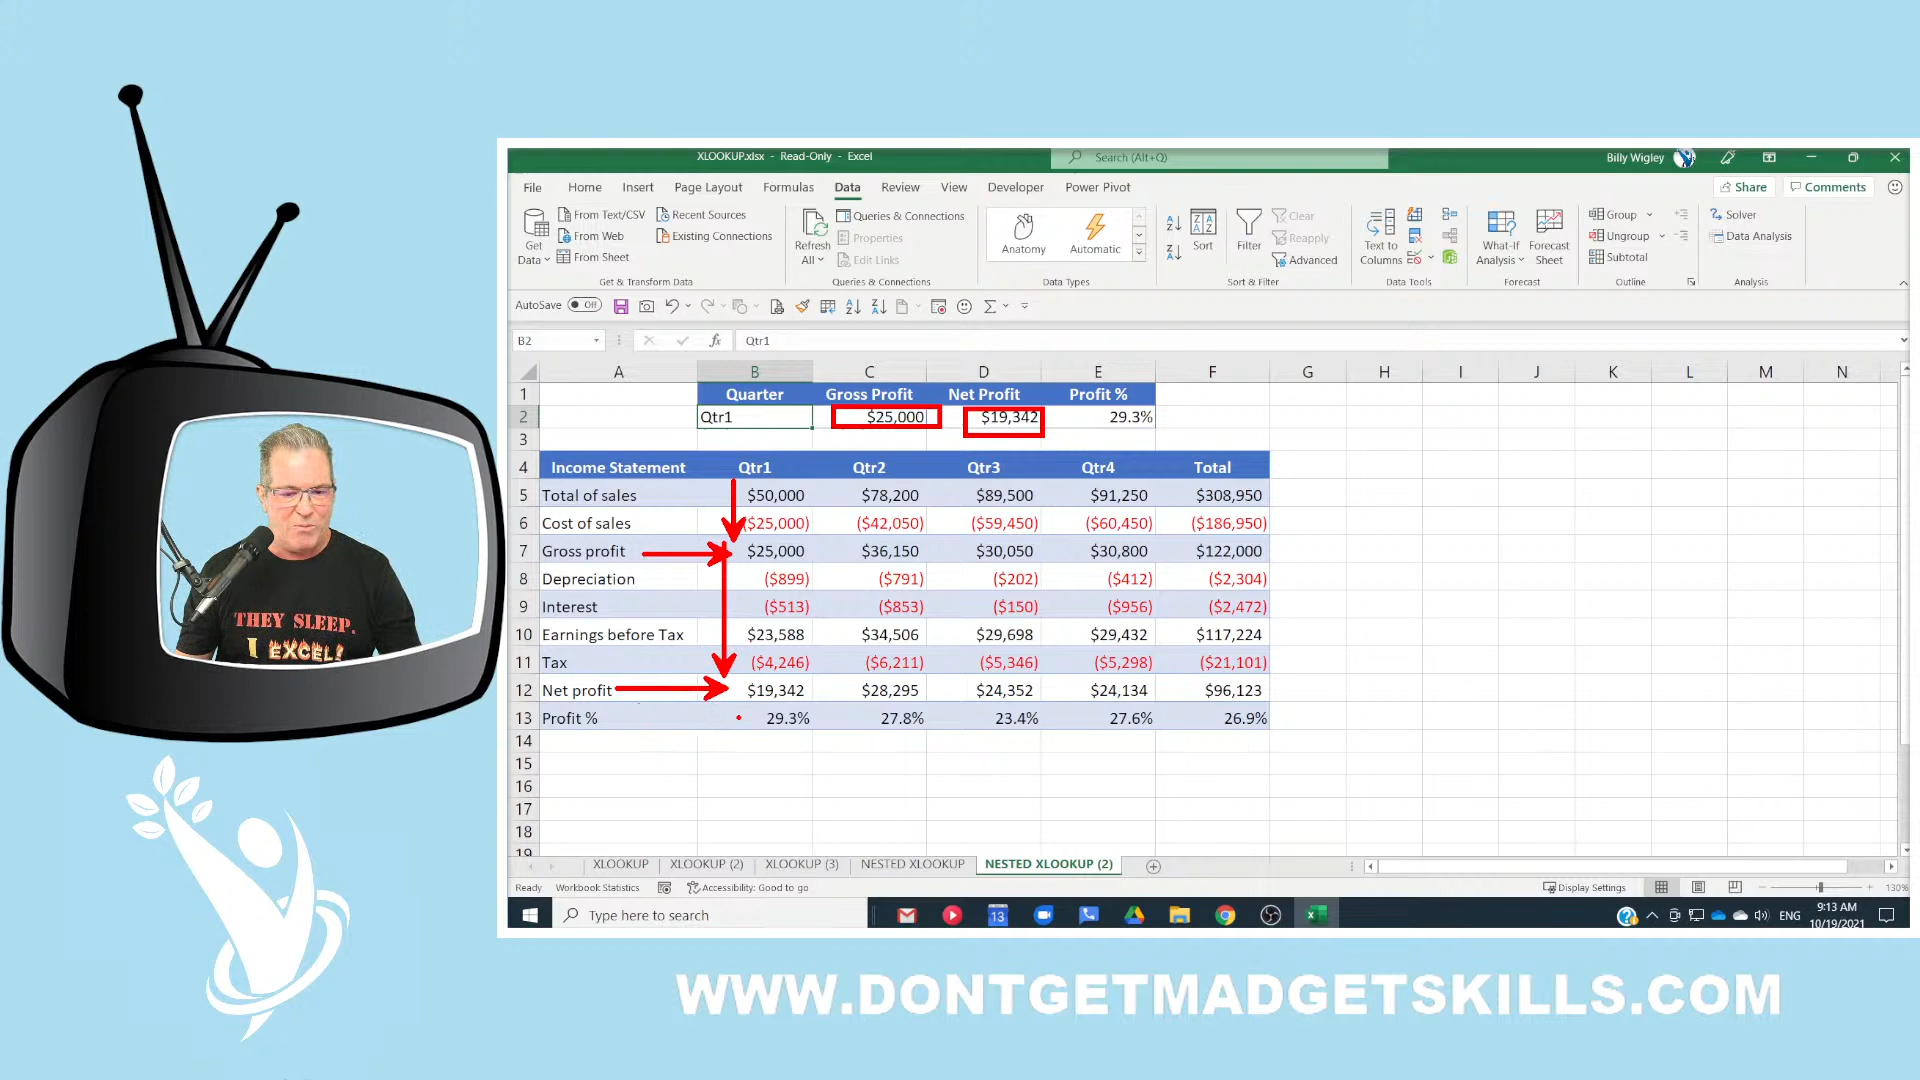 XLOOKUP.xlsx - Read-Only - Excel
Search (Alt+Q)
Billy Wigley
File Home Insert Page Layout Formulas Data Review View Developer Power Pivot
Share Comments
Get Data
From Text/CSV
From Web
From Sheet
Recent Sources
Existing Connections
Get & Transform Data
Refresh All
Queries & Connections
Properties
Edit Links
Queries & Connections
Anatomy
Automatic
Data Types
Sort
Filter
Clear
Reapply
Advanced
Sort & Filter
Text to Columns
Data Tools
What-If Analysis
Forecast Sheet
Forecast
Group
Ungroup
Subtotal
Outline
Solver
Data Analysis
Analysis
AutoSave Off
B2
fx
Qtr1
A B C D E F G H I J K L M N
1 Quarter Gross Profit Net Profit Profit %
2 Qtr1 $25,000 $19,342 29.3%
3
4 Income Statement Qtr1 Qtr2 Qtr3 Qtr4 Total
5 Total of sales $50,000 $78,200 $89,500 $91,250 $308,950
6 Cost of sales ($25,000) ($42,050) ($59,450) ($60,450) ($186,950)
7 Gross profit $25,000 $36,150 $30,050 $30,800 $122,000
8 Depreciation ($899) ($791) ($202) ($412) ($2,304)
9 Interest ($513) ($853) ($150) ($956) ($2,472)
10 Earnings before Tax $23,588 $34,506 $29,698 $29,432 $117,224
11 Tax ($4,246) ($6,211) ($5,346) ($5,298) ($21,101)
12 Net profit $19,342 $28,295 $24,352 $24,134 $96,123
13 Profit % 29.3% 27.8% 23.4% 27.6% 26.9%
14
15
16
17
18
19
XLOOKUP XLOOKUP (2) XLOOKUP (3) NESTED XLOOKUP NESTED XLOOKUP (2)
Ready Workbook Statistics Accessibility: Good to go Display Settings 130%
Type here to search
13
ENG
9:13 AM
10/19/2021
THEY SLEEP.
I EXCEL!
WWW.DONTGETMADGETSKILLS.COM